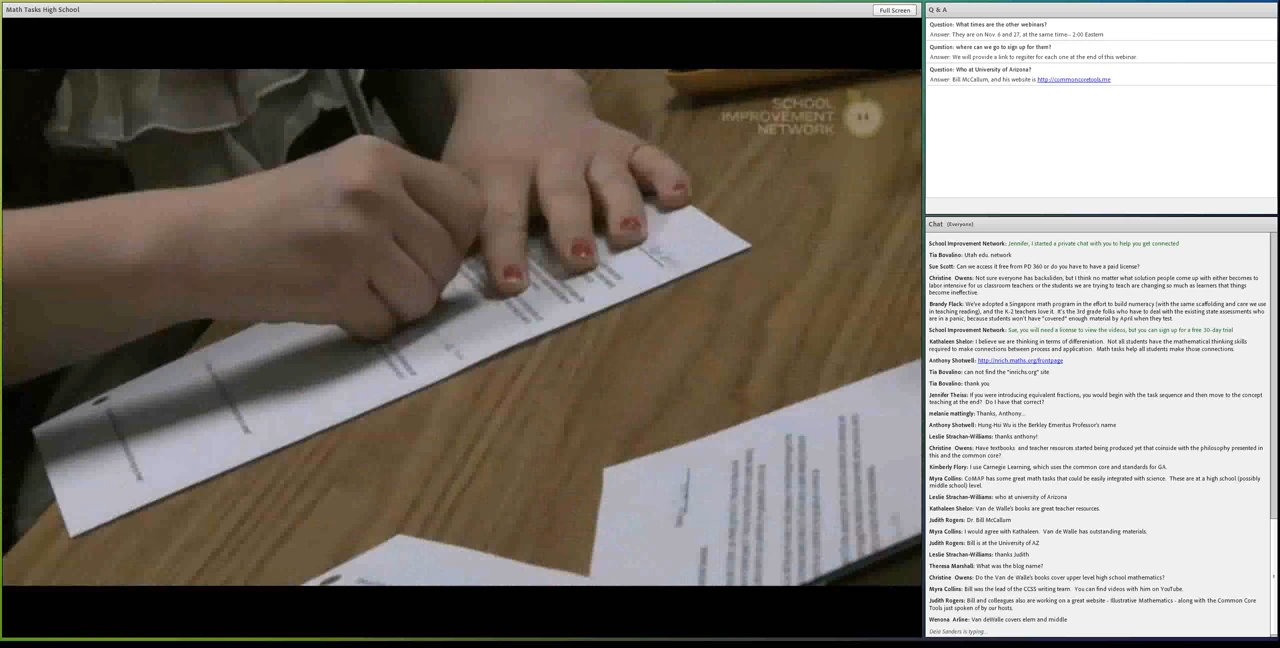 Math Tasks High School
Full Screen
SCHOOL
IMPROVEMENT
NETWORK
Q & A
Question: What times are the other webinars?
Answer: They are on Nov. 6 and 27, at the same time-- 2:00 Eastern
Question: where can we go to sign up for them?
Answer: We will provide a link to register for each one at the end of this webinar.
Question: Who at University of Arizona?
Answer: Bill McCallum, and his website is http://commoncoretools.me
Chat (Everyone)
School Improvement Network: Jennifer, I started a private chat with you to help you get connected
Tia Bovalino: Utah edu. network
Sue Scott: Can we access it free from PD 360 or do you have to have a paid license?
Christine Owens: Not sure everyone has backsliden, but I think no matter what solution people come up with either becomes to
labor intensive for us classroom teachers or the students we are trying to teach are changing so much as learners that things
become ineffective.
Brandy Flack: We've adopted a Singapore math program in the effort to build numeracy (with the same scaffolding and care we use
in teaching reading), and the K-2 teachers love it. It's the 3rd grade folks who have to deal with the existing state assessments who
are in a panic, because students won't have "covered" enough material by April when they test.
School Improvement Network: Sue, you will need a license to view the videos, but you can sign up for a free 30-day trial
Kathaleen Shelor: I believe we are thinking in terms of differeniation. Not all students have the mathematical thinking skills
required to make connections between process and application. Math tasks help all students make those connections.
Anthony Shotwell: http://nrich.maths.org/frontpage
Tia Bovalino: can not find the "inrichs.org" site
Tia Bovalino: thank you
Jennifer Theiss: If you were introducing equivalent fractions, you would begin with the task sequence and then move to the concept
teaching at the end? Do I have that correct?
melanie mattingly: Thanks, Anthony...
Anthony Shotwell: Hung-Hsi Wu is the Berkley Emeritus Professor's name
Leslie Strachan-Williams: thanks anthony!
Christine Owens: Have textbooks and teacher resources started being produced yet that coinside with the philosophy presented in
this and the common core?
Kimberly Flory: I use Carnegie Learning, which uses the common core and standards for GA.
Myra Collins: CoMAP has some great math tasks that could be easily integrated with science. These are at a high school (possibly
middle school) level.
Leslie Strachan-Williams: who at university of Arizona
Kathaleen Shelor: Van de Walle's books are great teacher resources.
Judith Rogers: Dr. Bill McCallum
Myra Collins: I would agree with Kathaleen. Van de Walle has outstanding materials.
Judith Rogers: Bill is at the University of AZ
Leslie Strachan-Williams: thanks Judith
Theresa Marshall: What was the blog name?
Christine Owens: Do the Van de Walle's books cover upper level high school mathematics?
Myra Collins: Bill was the lead of the CCSS writing team. You can find videos with him on YouTube.
Judith Rogers: Bill and colleagues also are working on a great website - Illustrative Mathematics - along with the Common Core
Tools just spoken of by our hosts.
Wenona Arline: Van deWalle covers elem and middle
Dele Sanders is typing...